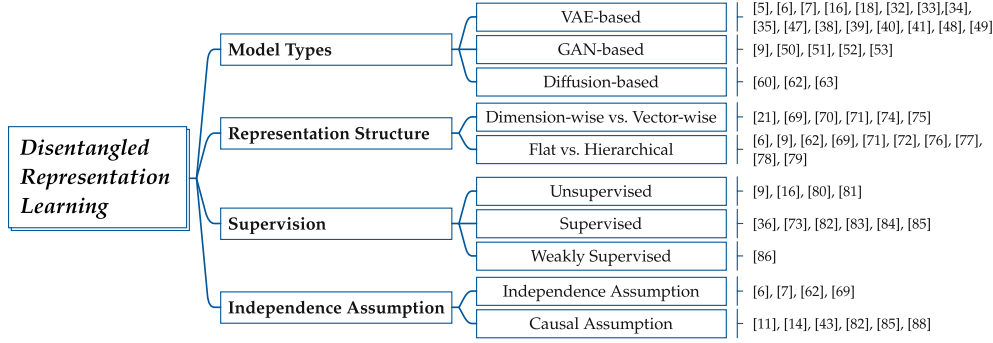 Disentangled
Representation
Learning
Model Types
VAE-based
[5], [6], [7], [16], [18], [32], [33],[34],
[35], [47], [38], [39], [40], [41], [48], [49]
GAN-based
[9], [50], [51], [52], [53]
Diffusion-based
[60], [62], [63]
Representation Structure
Dimension-wise vs. Vector-wise
[21], [69], [70], [71], [74], [75]
Flat vs. Hierarchical
[6], [9], [62], [69], [71], [72], [76], [77],
[78], [79]
Supervision
Unsupervised
[9], [16], [80], [81]
Supervised
[36], [73], [82], [83], [84], [85]
Weakly Supervised
[86]
Independence Assumption
Independence Assumption
[6], [7], [62], [69]
Causal Assumption
[11], [14], [43], [82], [85], [88]